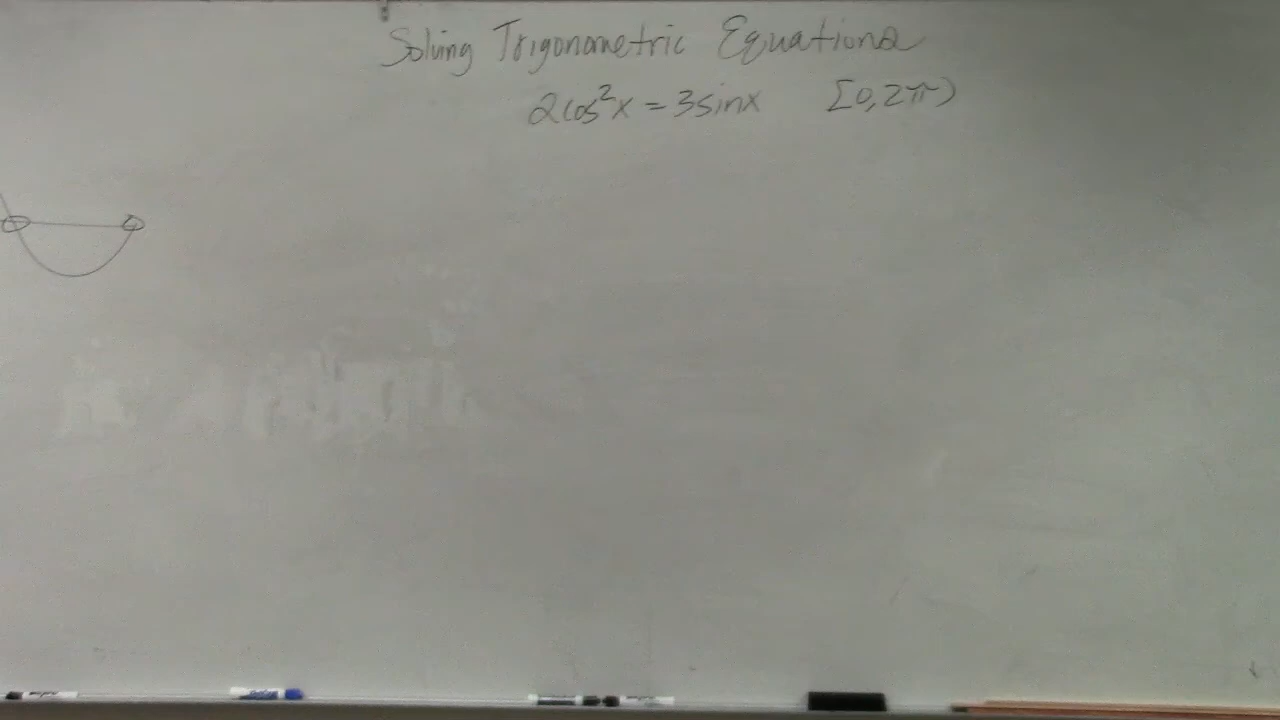 Solving Trigonometric Equations
2cos²x = 3sinx [0,2π)